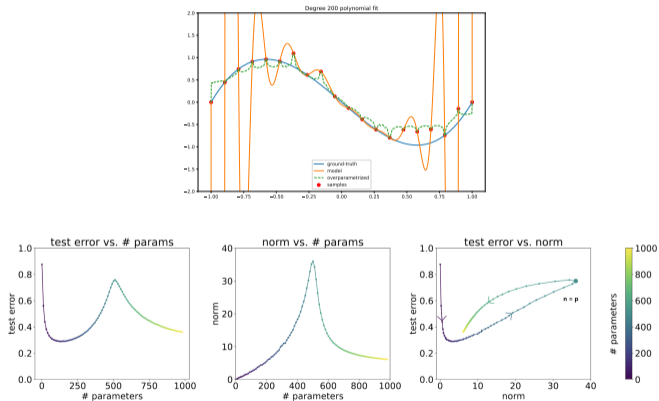 Degree 200 polynomial fit
2.0
1.5
1.0
0.5
0.0
−0.5
−1.0
−1.5
−2.0
ground-truth
model
overparametrized
samples
−1.00 −0.75 −0.50 −0.25 0.00 0.25 0.50 0.75 1.00
test error vs. # params
1.0
0.8
0.6
0.4
0.2
0.0
test error
0 250 500 750 1000
# parameters
norm vs. # params
40
30
20
10
0
norm
0 200 400 600 800 1000
# parameters
test error vs. norm
1.0
0.8
0.6
0.4
0.2
0.0
test error
n = p
0 10 20 30 40
norm
1000
800
600
400
200
0
# parameters